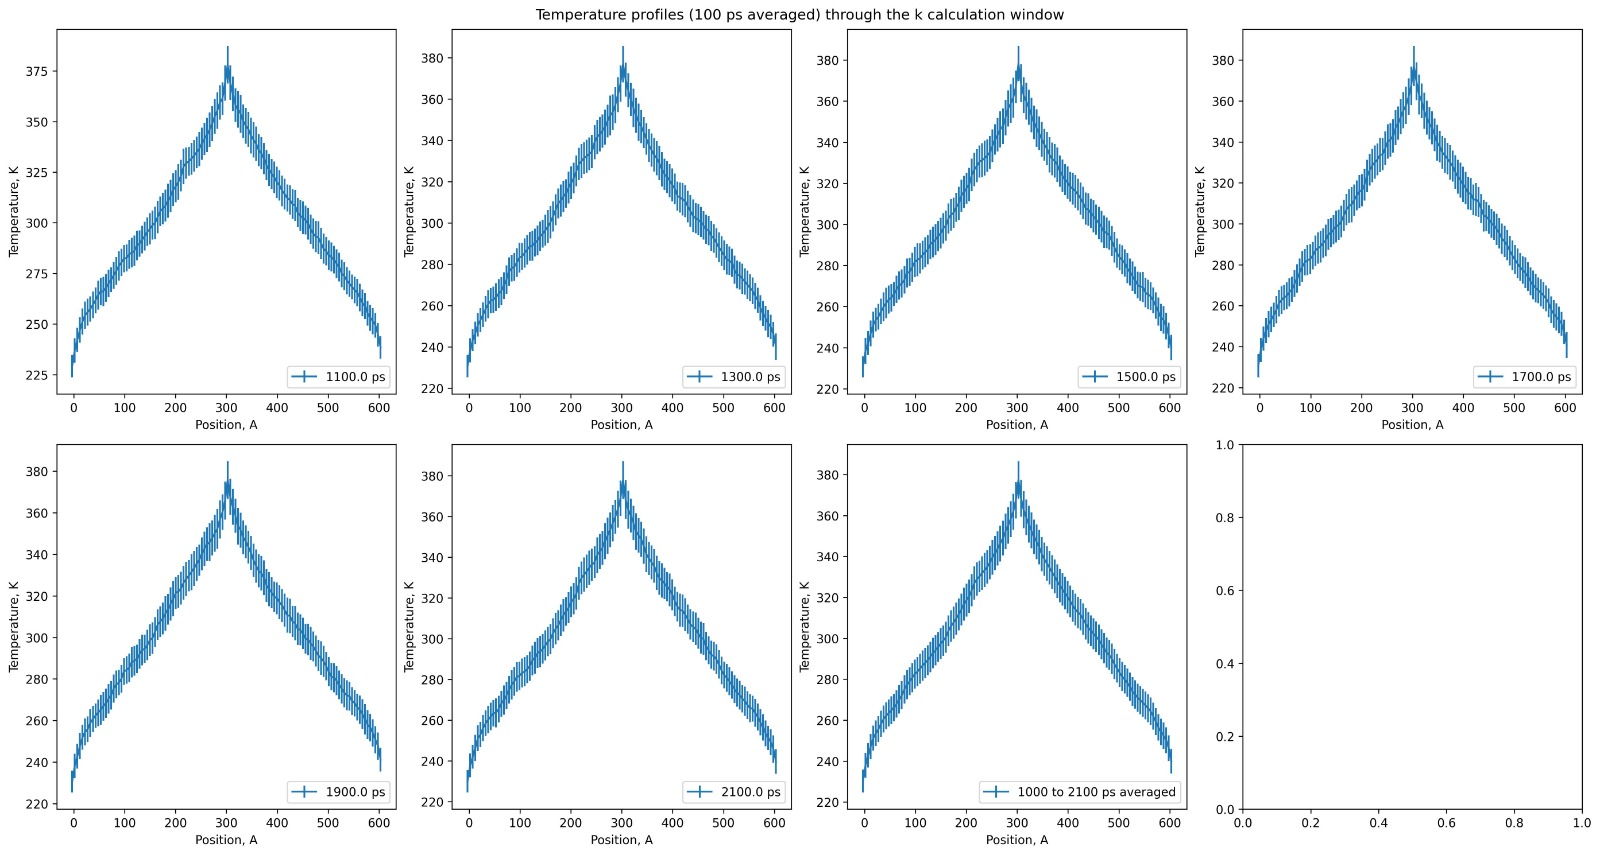 Temperature profiles (100 ps averaged) through the k calculation window
Temperature, K
375
350
325
300
275
250
225
0 100 200 300 400 500 600
Position, A
1100.0 ps
Temperature, K
380
360
340
320
300
280
260
240
220
0 100 200 300 400 500 600
Position, A
1300.0 ps
Temperature, K
380
360
340
320
300
280
260
240
220
0 100 200 300 400 500 600
Position, A
1500.0 ps
Temperature, K
380
360
340
320
300
280
260
240
220
0 100 200 300 400 500 600
Position, A
1700.0 ps
Temperature, K
380
360
340
320
300
280
260
240
220
0 100 200 300 400 500 600
Position, A
1900.0 ps
Temperature, K
380
360
340
320
300
280
260
240
220
0 100 200 300 400 500 600
Position, A
2100.0 ps
Temperature, K
380
360
340
320
300
280
260
240
220
0 100 200 300 400 500 600
Position, A
1000 to 2100 ps averaged
1.0
0.8
0.6
0.4
0.2
0.0
0.0 0.2 0.4 0.6 0.8 1.0